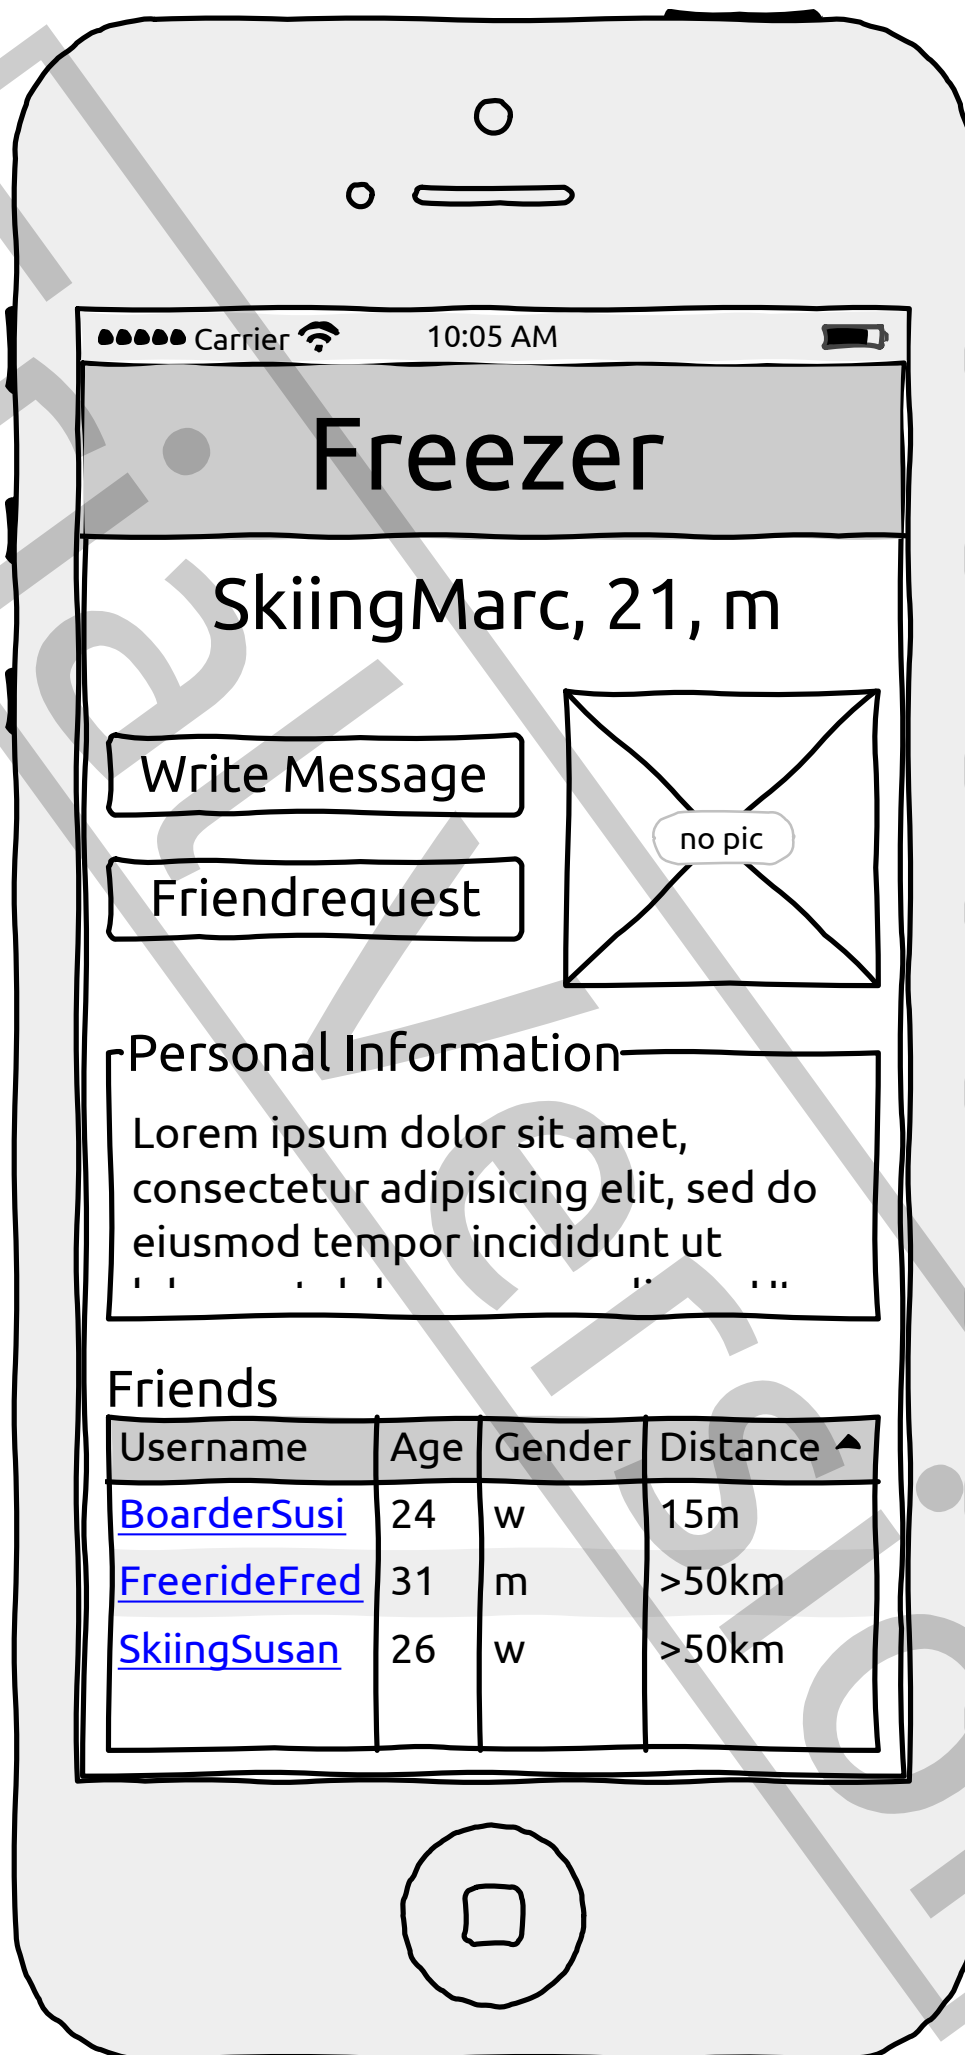 Carrier 10:05 AM
Freezer
SkiingMarc, 21, m
Write Message
no pic
Friendrequest
Personal Information
Lorem ipsum dolor sit amet,
consectetur adipisicing elit, sed do
eiusmod tempor incididunt ut
Friends
Username Age Gender Distance
BoarderSusi 24 w 15m
FreerideFred 31 m >50km
SkiingSusan 26 w >50km
Trial Version